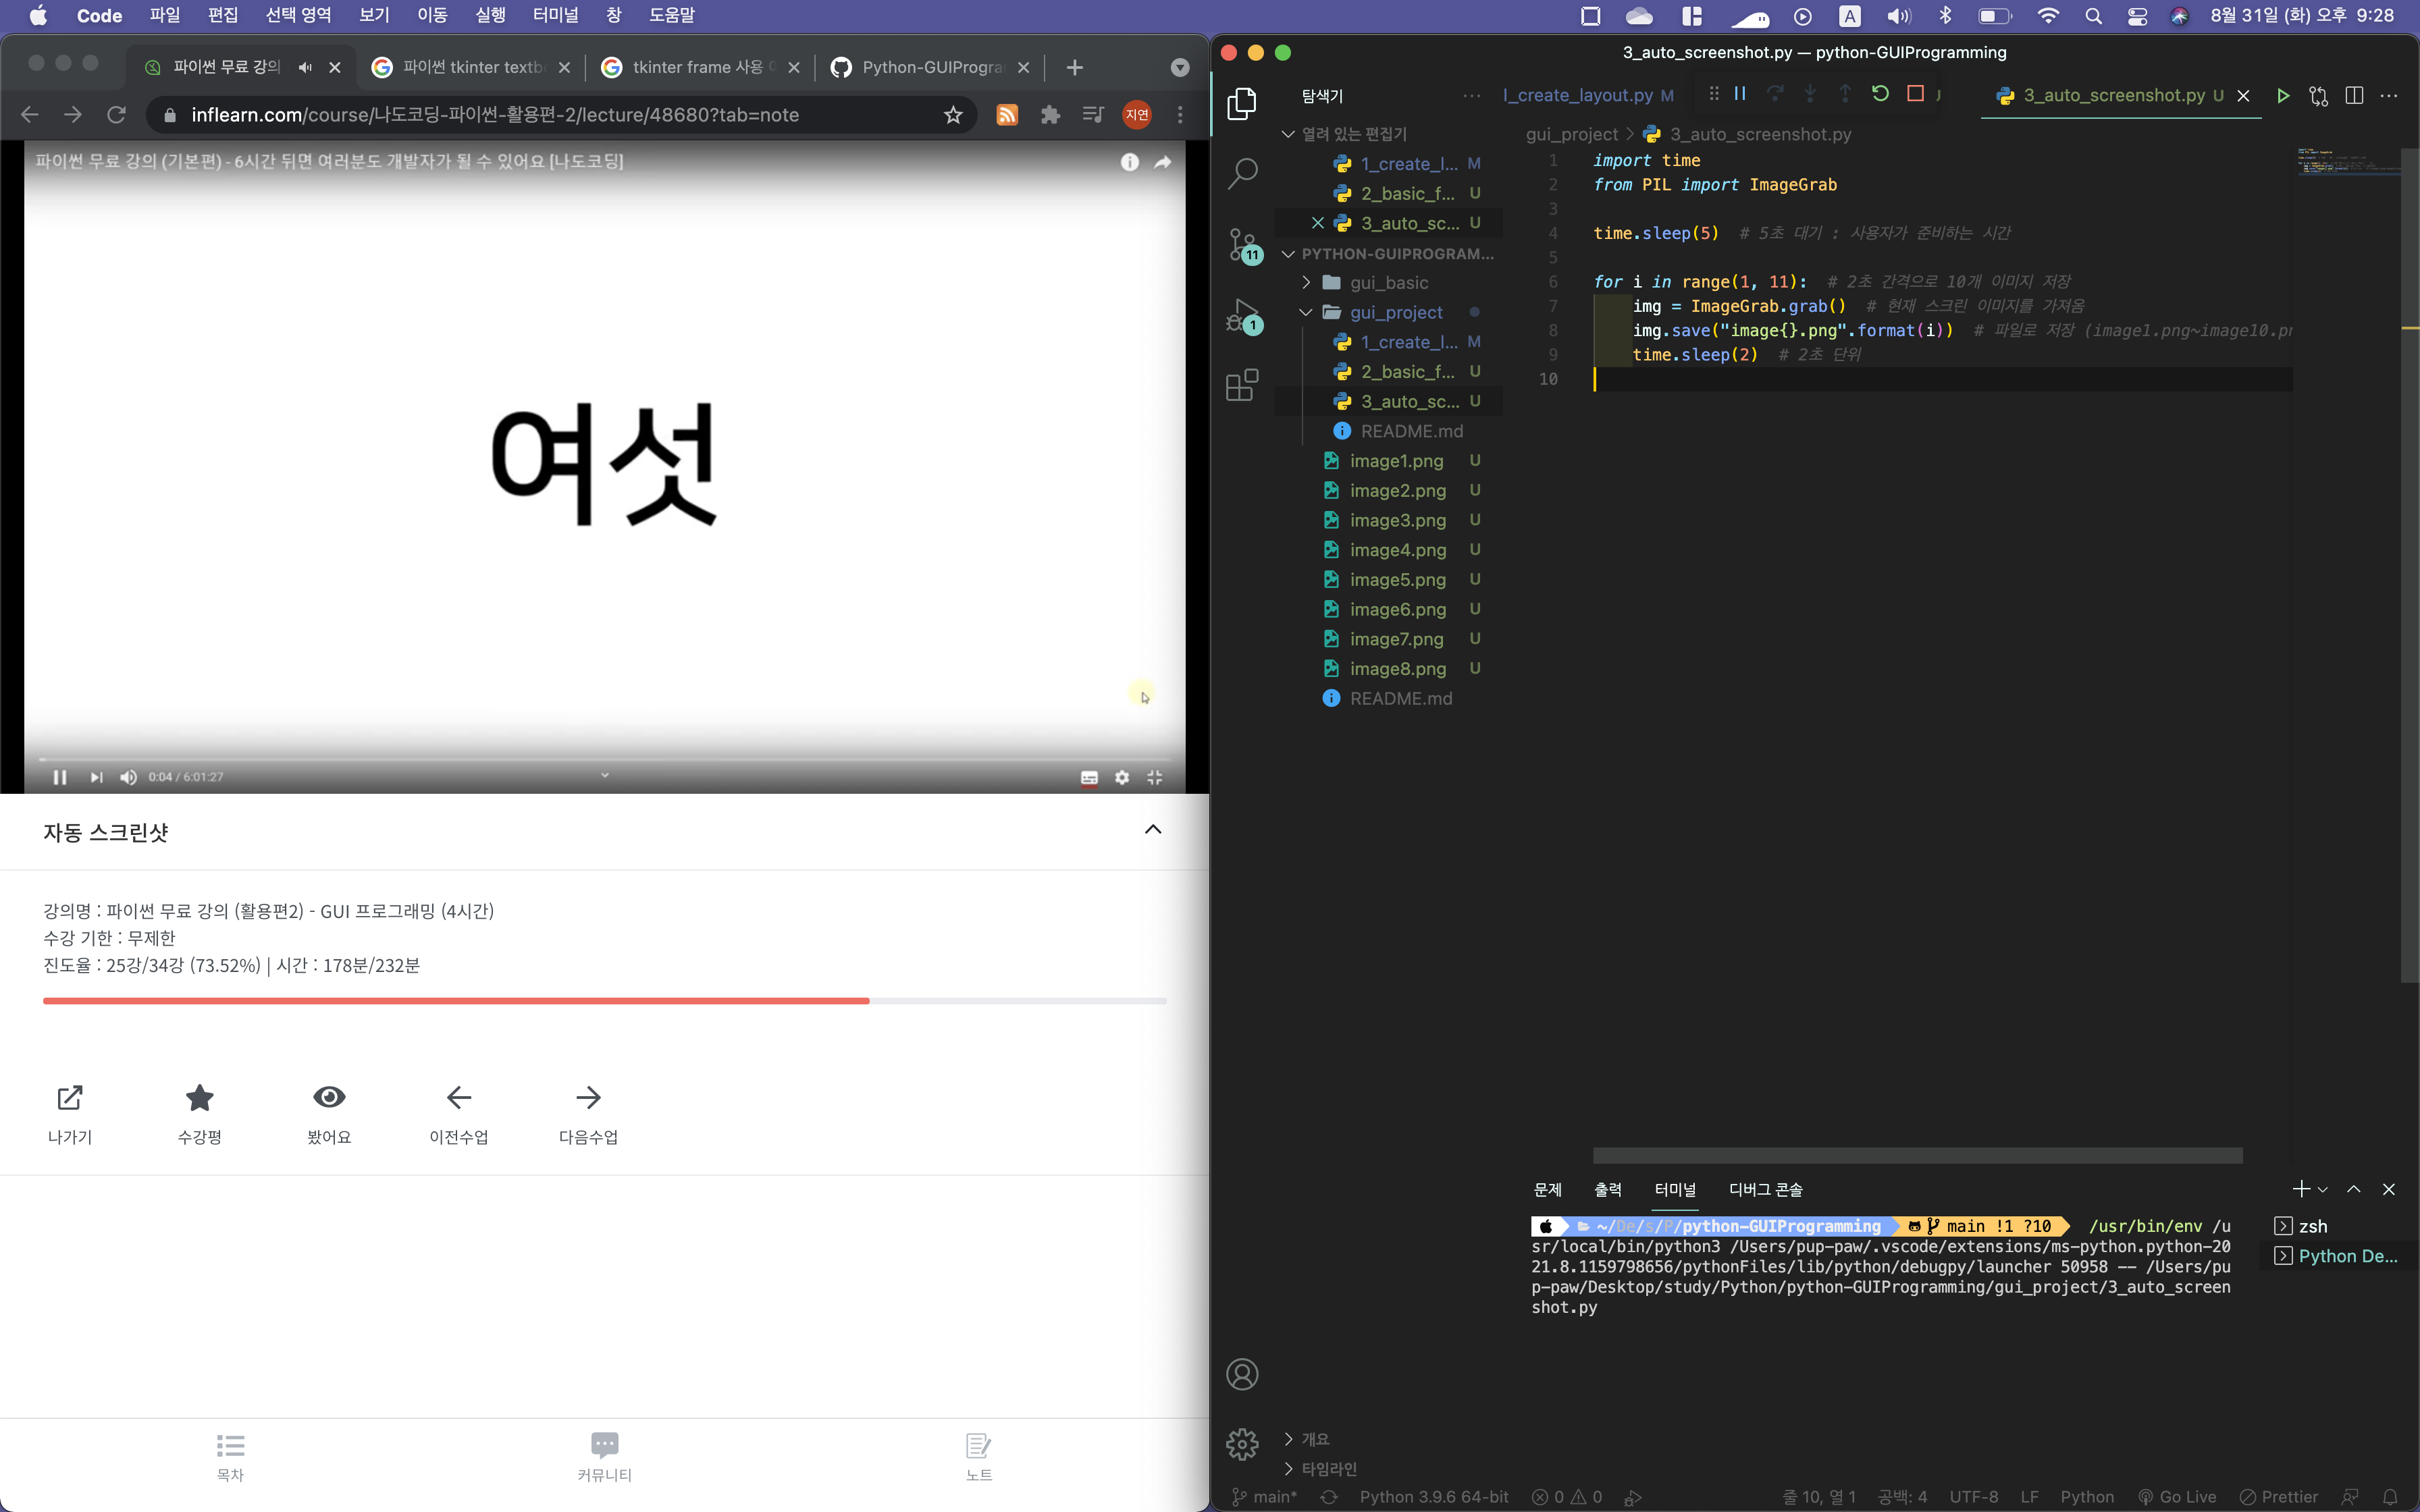 Code 파일 편집 선택 영역 보기 이동 실행 터미널 창 도움말
A 8월 31일 (화) 오후 9:28
파이썬 무료 강의
파이썬 tkinter textb
tkinter frame 사용
Python-GUIProgra
inflearn.com/course/나도코딩-파이썬-활용편-2/lecture/48680?tab=note
지연
파이썬 무료 강의 (기본편) - 6시간 뒤면 여러분도 개발자가 될 수 있어요 [나도코딩]
여섯
0:04 / 6:01:27
자동 스크린샷
강의명 : 파이썬 무료 강의 (활용편2) - GUI 프로그래밍 (4시간)
수강 기한 : 무제한
진도율 : 25강/34강 (73.52%) | 시간 : 178분/232분
나가기 수강평 봤어요 이전수업 다음수업
목차 커뮤니티 노트
3_auto_screenshot.py — python-GUIProgramming
탐색기
열려 있는 편집기
1_create_l... M
2_basic_f... U
3_auto_sc... U
PYTHON-GUIPROGRAM...
11
gui_basic
1
gui_project
1_create_l... M
2_basic_f... U
3_auto_sc... U
README.md
image1.png U
image2.png U
image3.png U
image4.png U
image5.png U
image6.png U
image7.png U
image8.png U
README.md
개요
타임라인
_create_layout.py M
3_auto_screenshot.py U
gui_project > 3_auto_screenshot.py
1 import time
2 from PIL import ImageGrab
3
4 time.sleep(5) # 5초 대기 : 사용자가 준비하는 시간
5
6 for i in range(1, 11): # 2초 간격으로 10개 이미지 저장
7 img = ImageGrab.grab() # 현재 스크린 이미지를 가져옴
8 img.save("image{}.png".format(i)) # 파일로 저장 (image1.png~image10.pn
9 time.sleep(2) # 2초 단위
10
문제 출력 터미널 디버그 콘솔
~/De/s/P/python-GUIProgramming main !1 ?10 /usr/bin/env /u
sr/local/bin/python3 /Users/pup-paw/.vscode/extensions/ms-python.python-20
21.8.1159798656/pythonFiles/lib/python/debugpy/launcher 50958 -- /Users/pu
p-paw/Desktop/study/Python/python-GUIProgramming/gui_project/3_auto_screen
shot.py
zsh
Python De...
main* Python 3.9.6 64-bit 0 0 줄 10, 열 1 공백: 4 UTF-8 LF Python Go Live Prettier